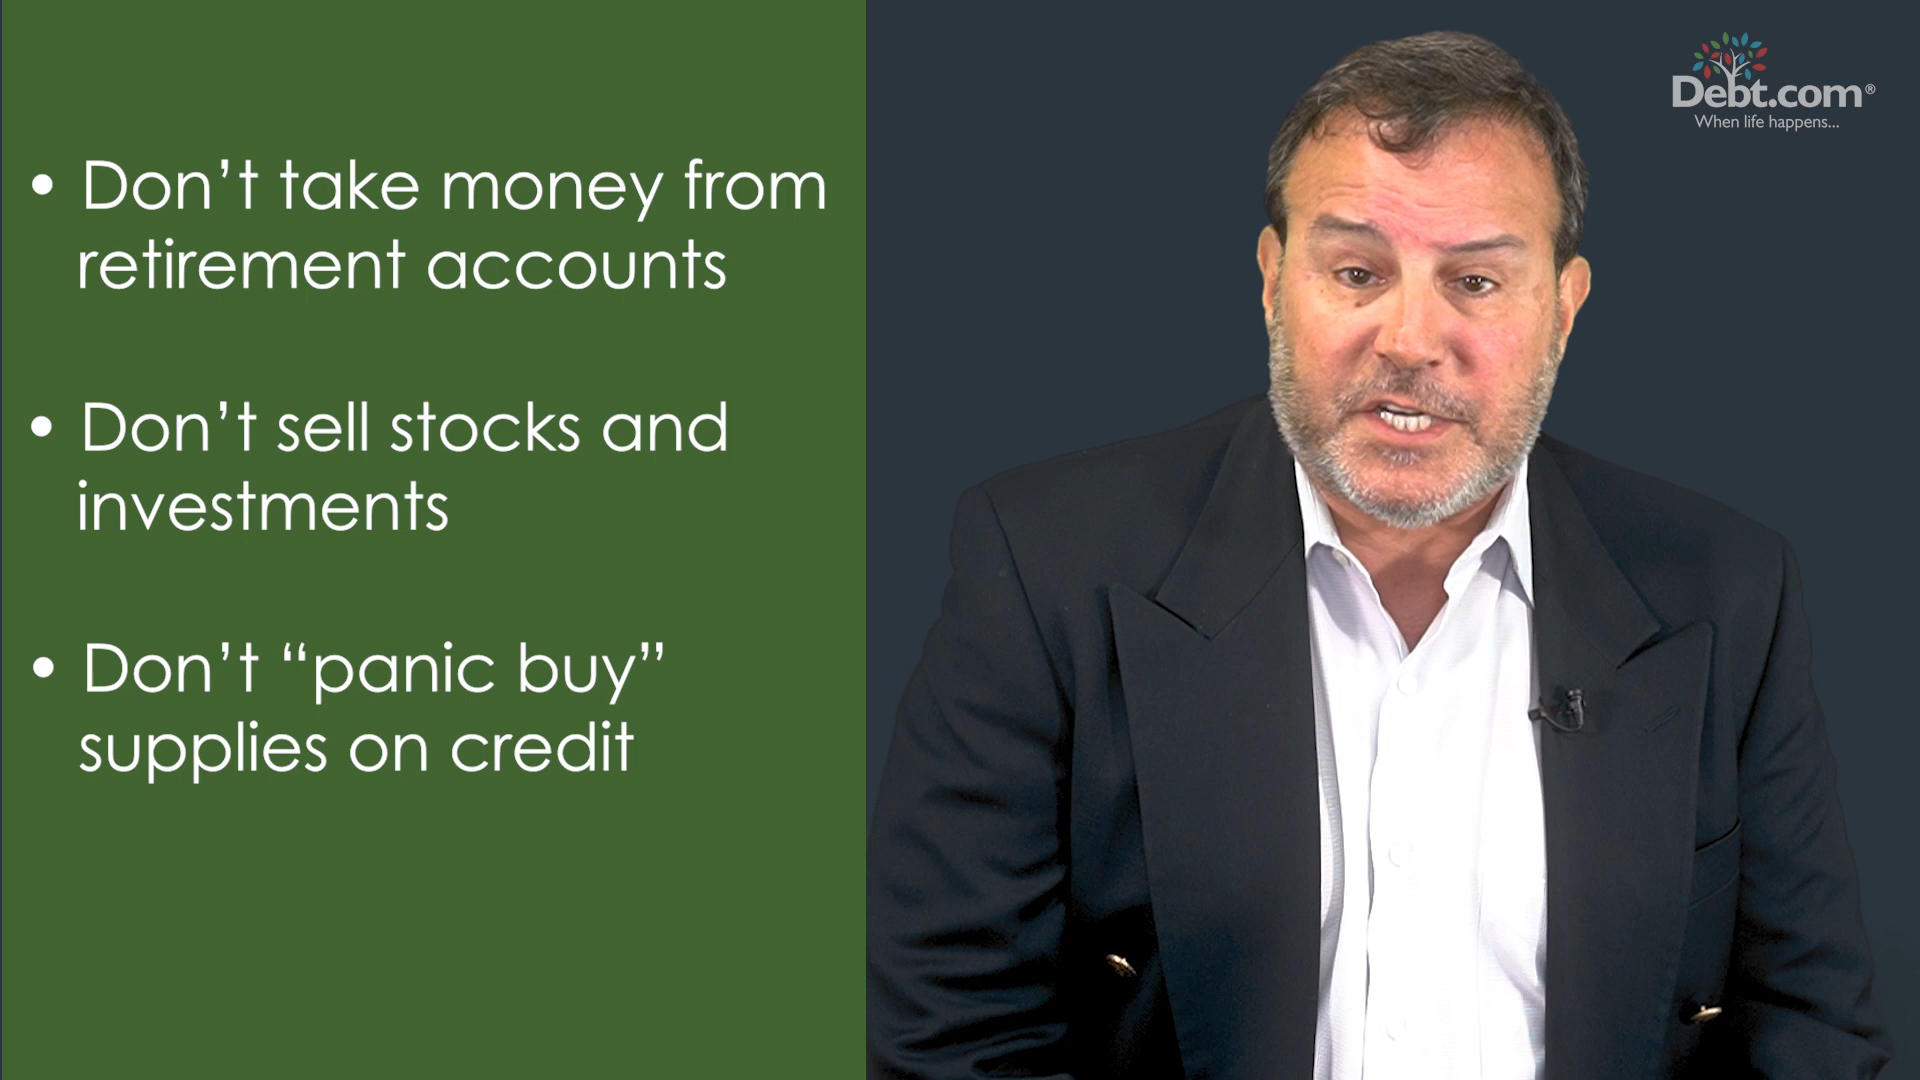 • Don’t take money from
retirement accounts
• Don’t sell stocks and
investments
• Don’t “panic buy”
supplies on credit
Debt.com®
When life happens...